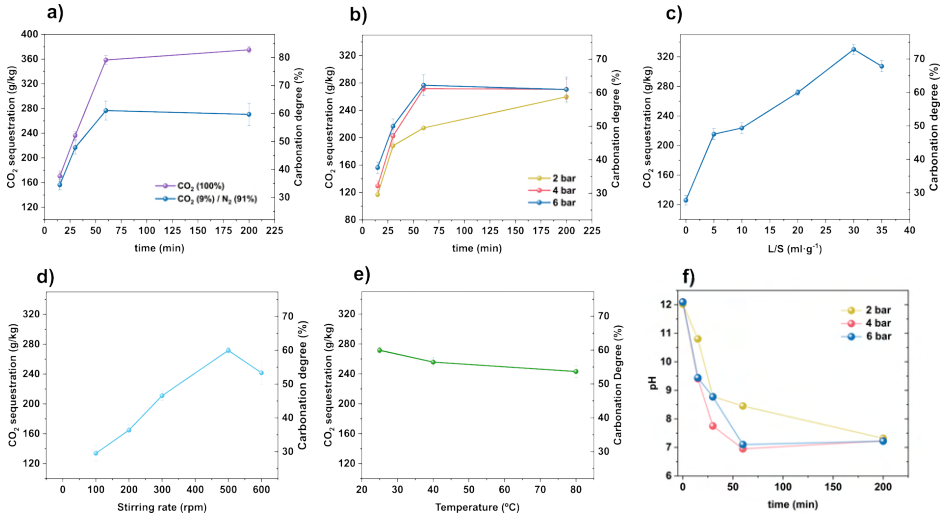 a)
CO₂ sequestration (g/kg)
400
360
320
280
240
200
160
Carbonation degree (%)
80
70
60
50
40
30
CO₂ (100%)
CO₂ (9%) / N₂ (91%)
0 25 50 75 100 125 150 175 200 225
time (min)
b)
CO₂ sequestration (g/kg)
320
280
240
200
160
120
80
Carbonation degree (%)
70
60
50
40
30
2 bar
4 bar
6 bar
0 25 50 75 100 125 150 175 200 225
time (min)
c)
CO₂ sequestration (g/kg)
320
280
240
200
160
120
Carbonation degree (%)
70
60
50
40
30
0 5 10 15 20 25 30 35 40
L/S (ml·g⁻¹)
d)
CO₂ sequestration (g/kg)
320
280
240
200
160
120
Carbonation degree (%)
70
60
50
40
30
0 100 200 300 400 500 600
Stirring rate (rpm)
e)
CO₂ sequestration (g/kg)
320
280
240
200
160
120
Carbonation Degree (%)
70
60
50
40
30
20 30 40 50 60 70 80
Temperature (ºC)
f)
pH
12
11
10
9
8
7
6
2 bar
4 bar
6 bar
0 50 100 150 200
time (min)